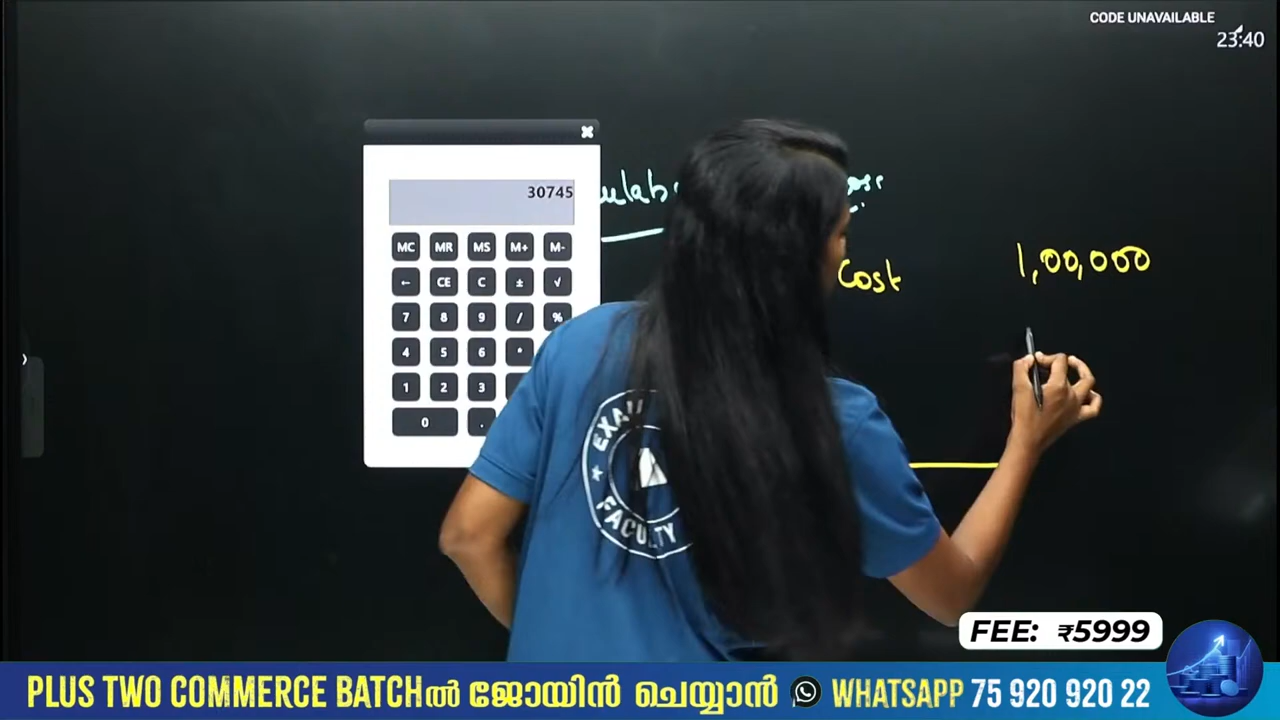 CODE UNAVAILABLE
23:40
30745
MC MR MS M+ M-
← CE C ± √
7 8 9 / %
4 5 6 *
1 2 3
0 .
Cost 1,00,000
FACULTY
FEE: ₹5999
PLUS TWO COMMERCE BATCHൽ ജോയിൻ ചെയ്യാൻ WHATSAPP 75 920 920 22